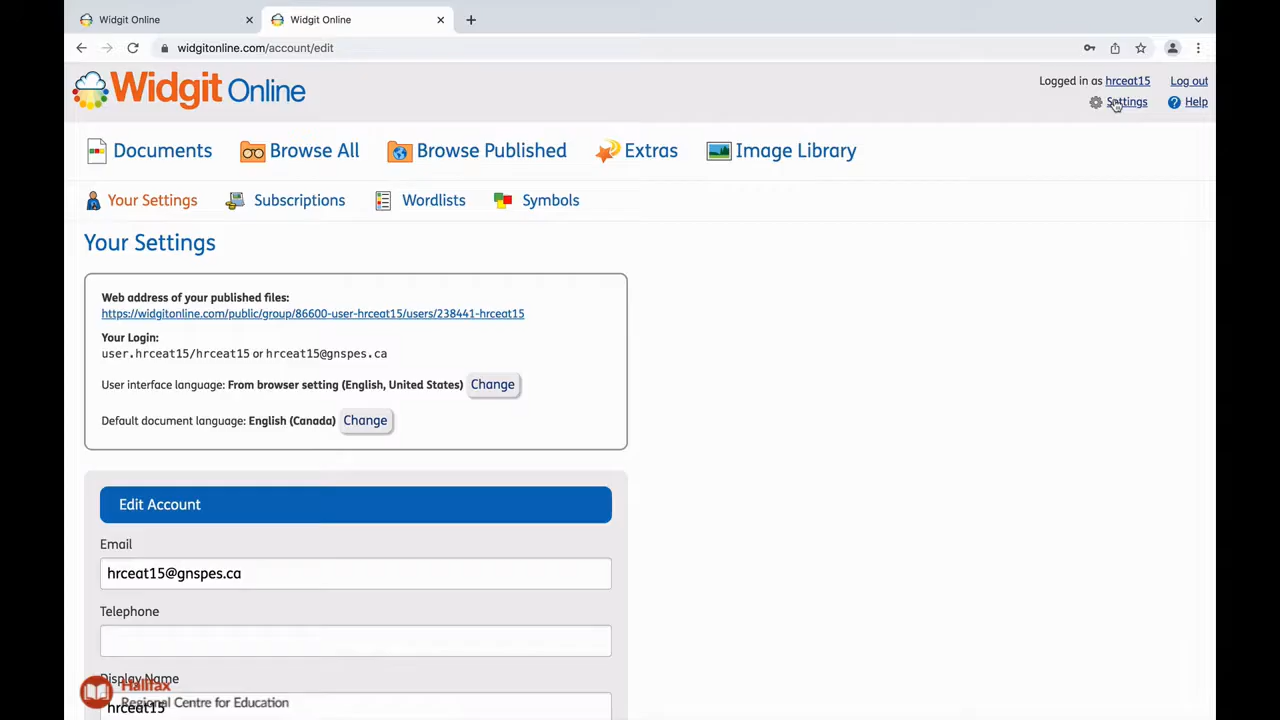 Widgit Online
Widgit Online
widgitonline.com/account/edit
Widgit Online
Logged in as hrceat15 Log out
Settings Help
Documents Browse All Browse Published Extras Image Library
Your Settings Subscriptions Wordlists Symbols
Your Settings
Web address of your published files:
https://widgitonline.com/public/group/86600-user-hrceat15/users/238441-hrceat15
Your Login:
user.hrceat15/hrceat15 or hrceat15@gnspes.ca
User interface language: From browser setting (English, United States) Change
Default document language: English (Canada) Change
Edit Account
Email
hrceat15@gnspes.ca
Telephone
Display Name
hrceat15
Halifax
Regional Centre for Education